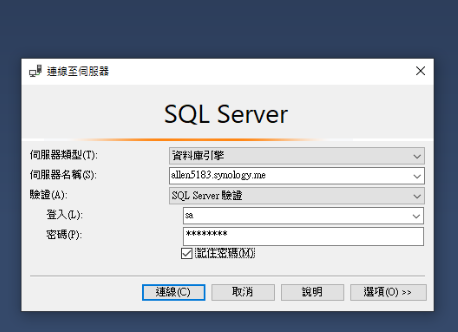 連線至伺服器
SQL Server
伺服器類型(T):
資料庫引擎
伺服器名稱(S):
allen5183.synology.me
驗證(A):
SQL Server 驗證
登入(L):
sa
密碼(P):
********
記住密碼(M)
連線(C)
取消
說明
選項(O) >>